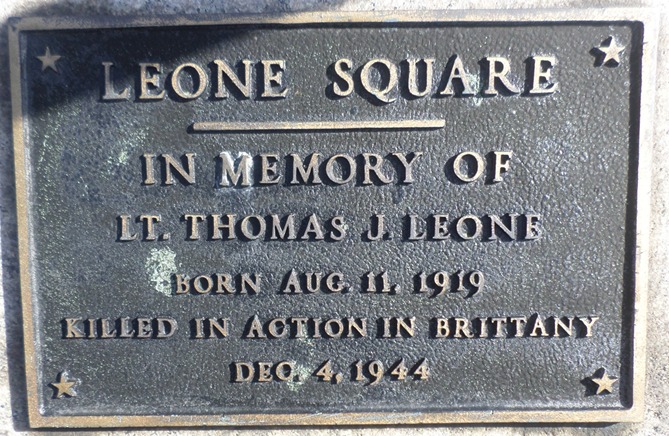 LEONE SQUARE
IN MEMORY OF
LT. THOMAS J. LEONE
BORN AUG. 11, 1919
KILLED IN ACTION IN BRITTANY
DEC. 4, 1944